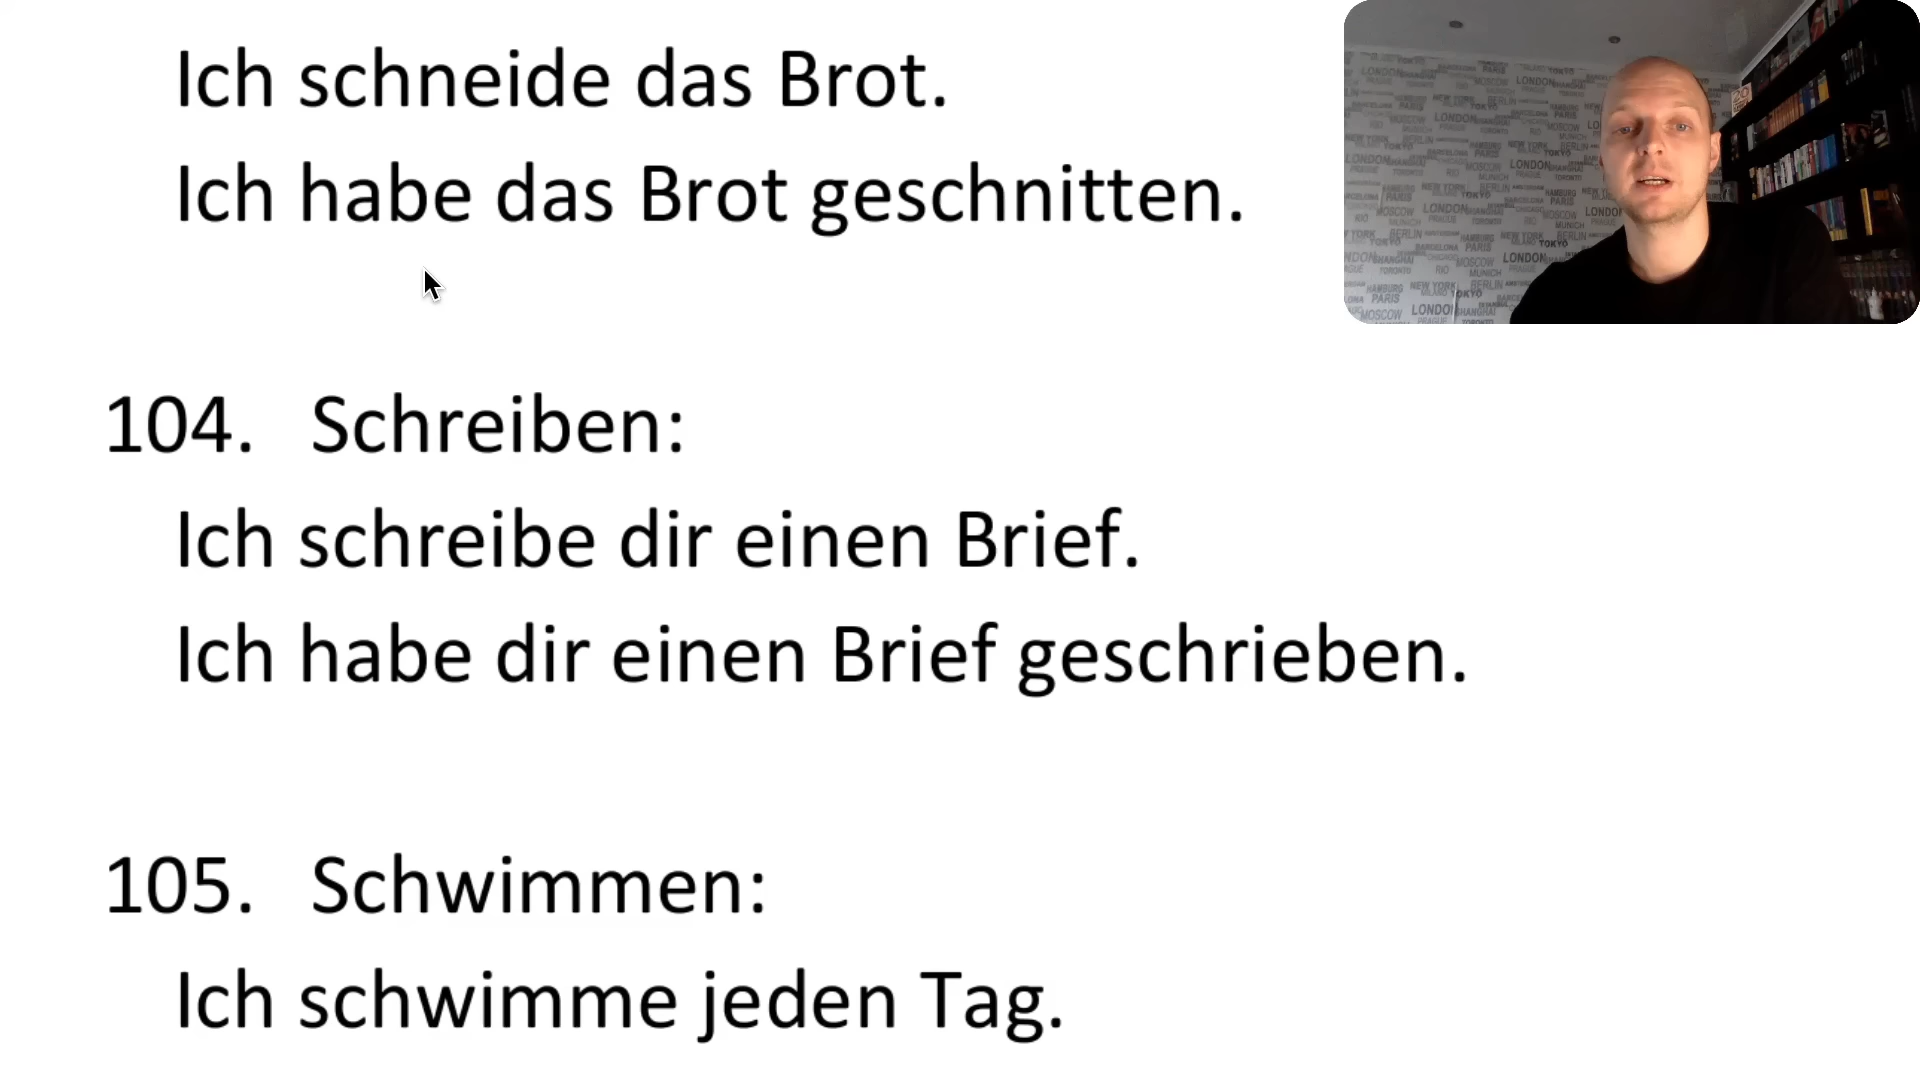 Ich schneide das Brot.
Ich habe das Brot geschnitten.
104. Schreiben:
Ich schreibe dir einen Brief.
Ich habe dir einen Brief geschrieben.
105. Schwimmen:
Ich schwimme jeden Tag.